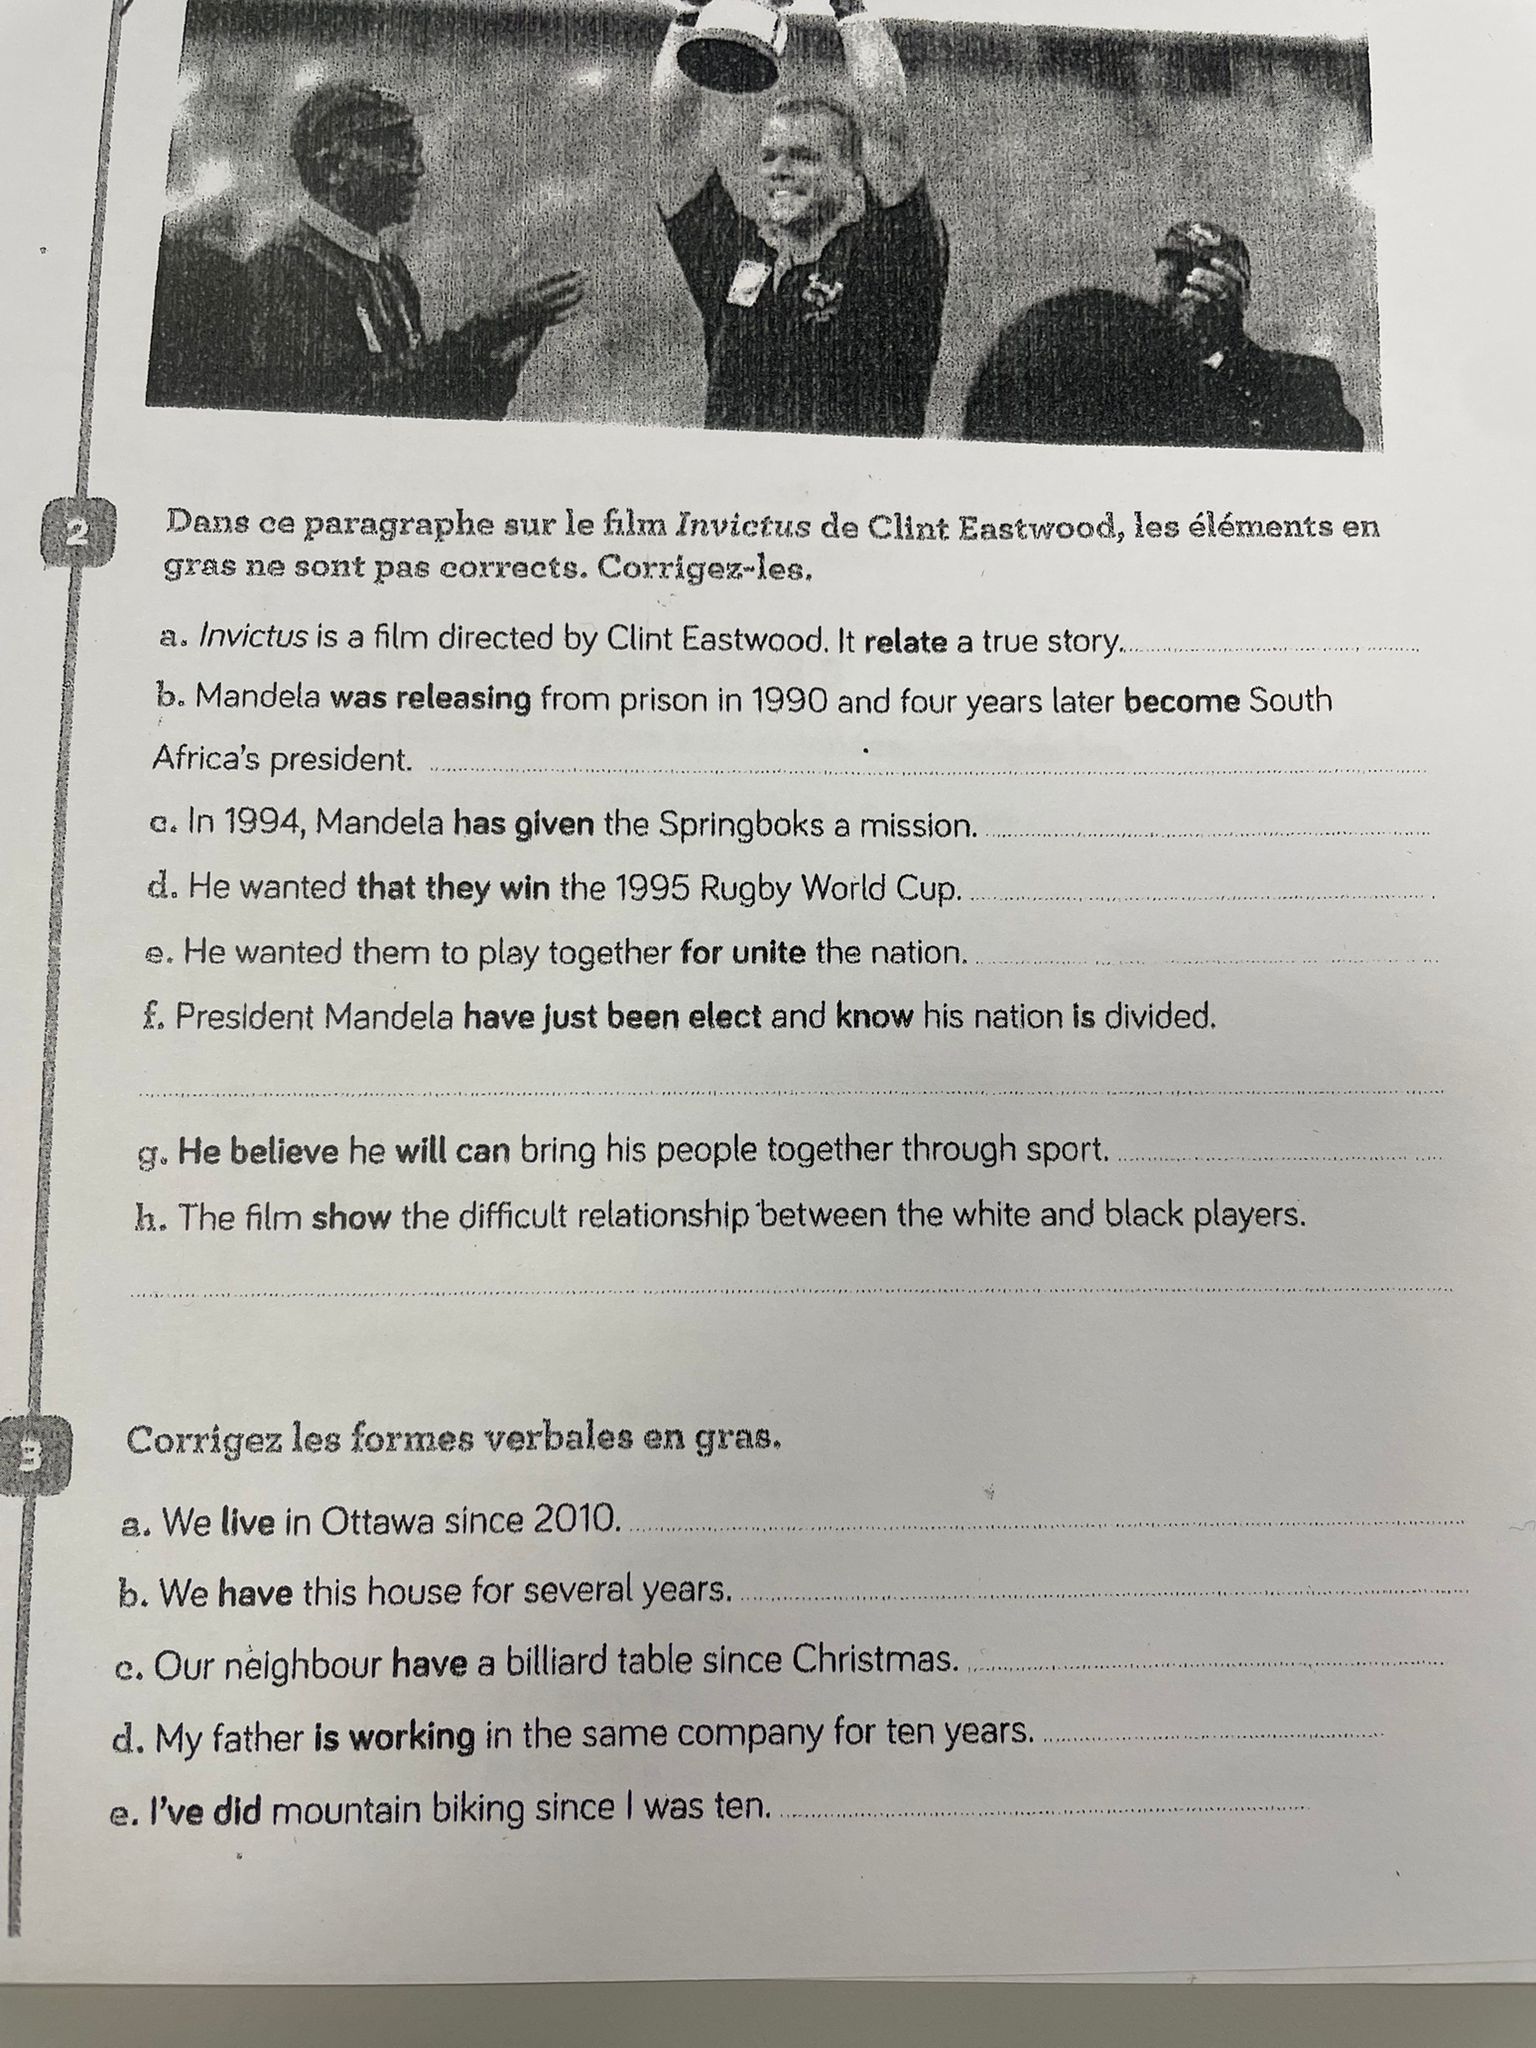 2
Dans ce paragraphe sur le film Invictus de Clint Eastwood, les éléments en
gras ne sont pas corrects. Corrigez-les.
a. Invictus is a film directed by Clint Eastwood. It relate a true story.
b. Mandela was releasing from prison in 1990 and four years later become South
Africa's president.
c. In 1994, Mandela has given the Springboks a mission.
d. He wanted that they win the 1995 Rugby World Cup.
e. He wanted them to play together for unite the nation.
f. President Mandela have just been elect and know his nation is divided.
g. He believe he will can bring his people together through sport.
h. The film show the difficult relationship between the white and black players.
3
Corrigez les formes verbales en gras.
a. We live in Ottawa since 2010.
b. We have this house for several years.
c. Our neighbour have a billiard table since Christmas.
d. My father is working in the same company for ten years.
e. I've did mountain biking since I was ten.